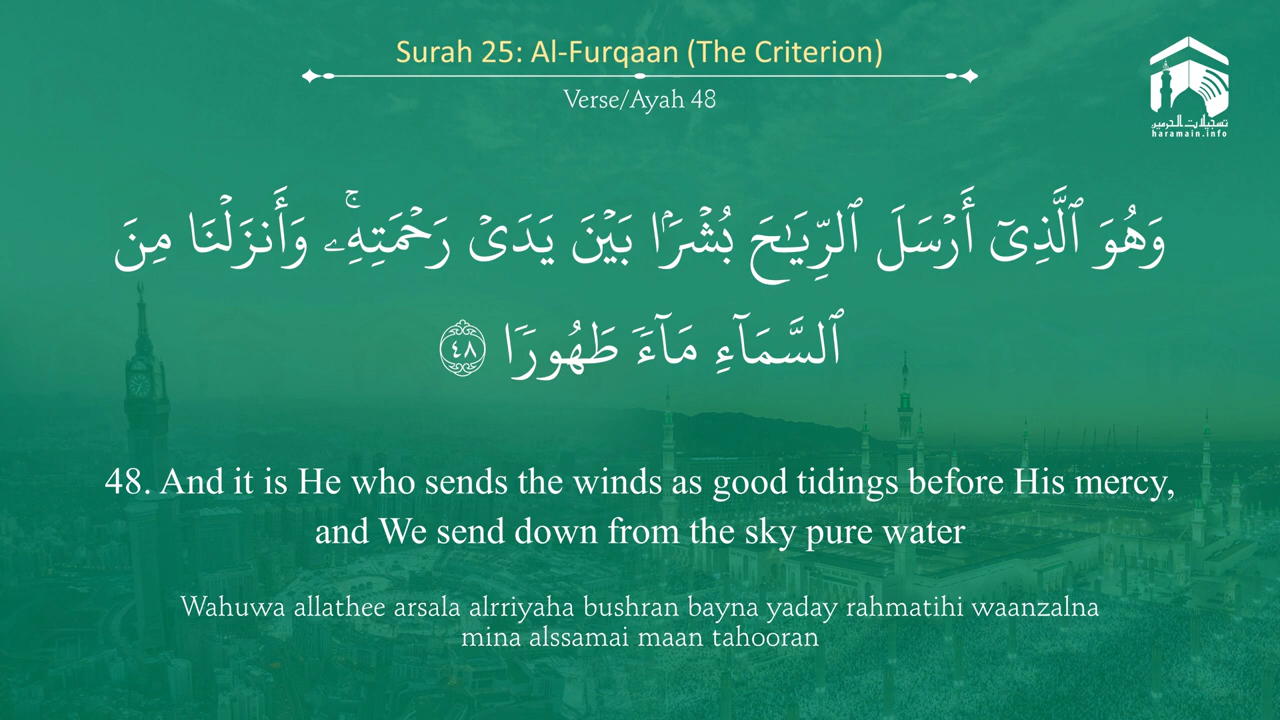 Surah 25: Al-Furqaan (The Criterion)
Verse/Ayah 48
تسجيلات الحرمين
haramain.info
وَهُوَ ٱلَّذِىٓ أَرْسَلَ ٱلرِّيَـٰحَ بُشْرًۢا بَيْنَ يَدَىْ رَحْمَتِهِۦ ۚ وَأَنزَلْنَا مِنَ
ٱلسَّمَآءِ مَآءً طَهُورًا ٤٨
48. And it is He who sends the winds as good tidings before His mercy,
and We send down from the sky pure water
Wahuwa allathee arsala alrriyaha bushran bayna yaday rahmatihi waanzalna
mina alssamai maan tahooran